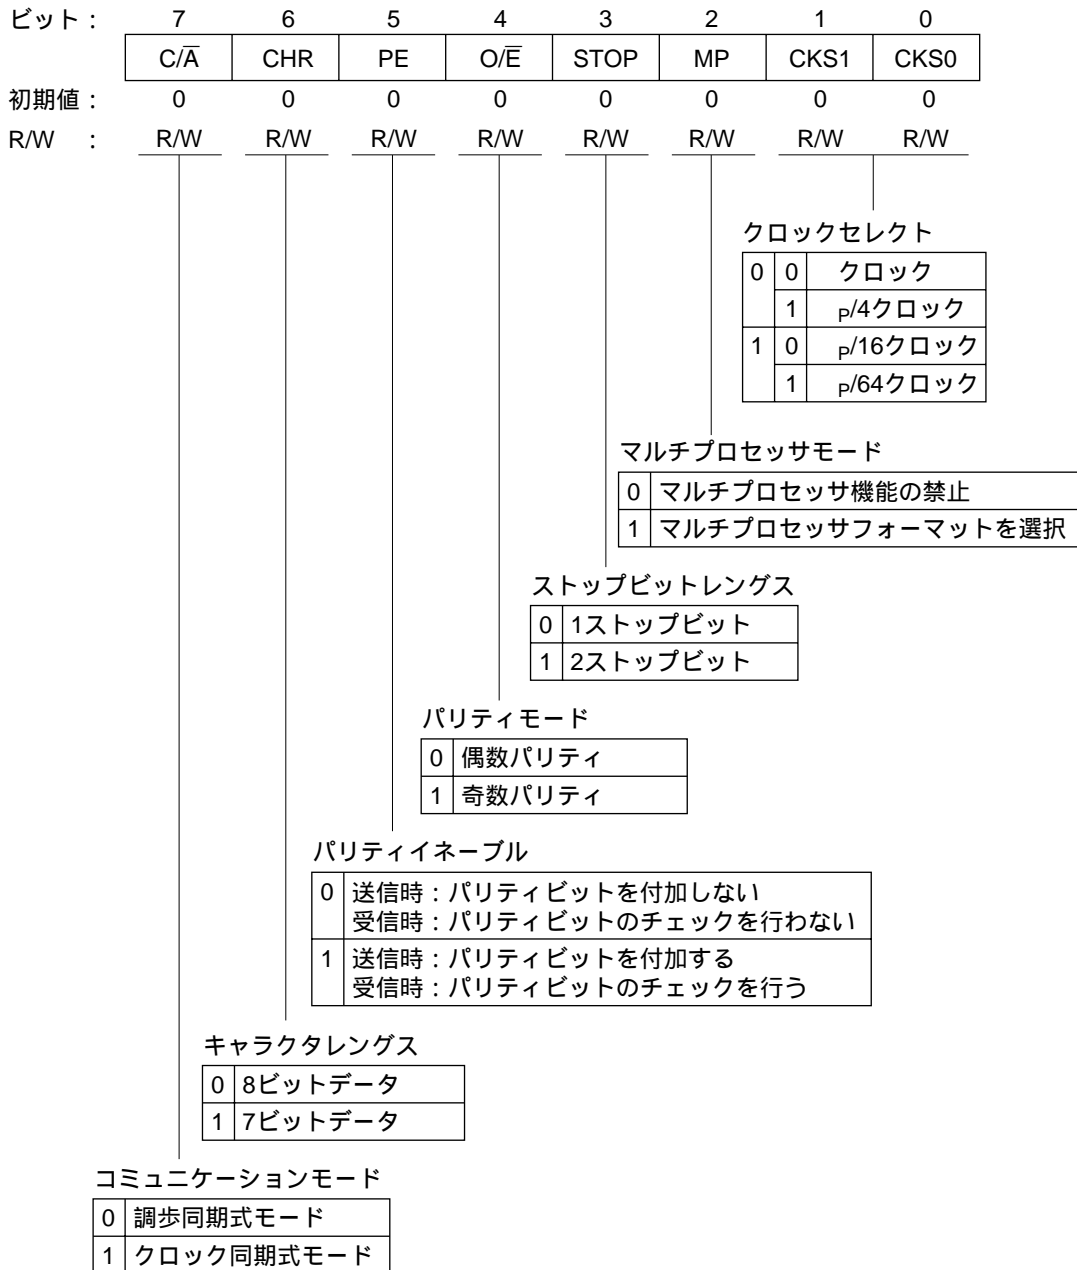 ビット： 7 6 5 4 3 2 1 0
C/A̅ CHR PE O/E̅ STOP MP CKS1 CKS0
初期値： 0 0 0 0 0 0 0 0
R/W ： R/W R/W R/W R/W R/W R/W R/W R/W
クロックセレクト
0 0 クロック
1 P/4クロック
1 0 P/16クロック
1 P/64クロック
マルチプロセッサモード
0 マルチプロセッサ機能の禁止
1 マルチプロセッサフォーマットを選択
ストップビットレングス
0 1ストップビット
1 2ストップビット
パリティモード
0 偶数パリティ
1 奇数パリティ
パリティイネーブル
0 送信時：パリティビットを付加しない
受信時：パリティビットのチェックを行わない
1 送信時：パリティビットを付加する
受信時：パリティビットのチェックを行う
キャラクタレングス
0 8ビットデータ
1 7ビットデータ
コミュニケーションモード
0 調歩同期式モード
1 クロック同期式モード